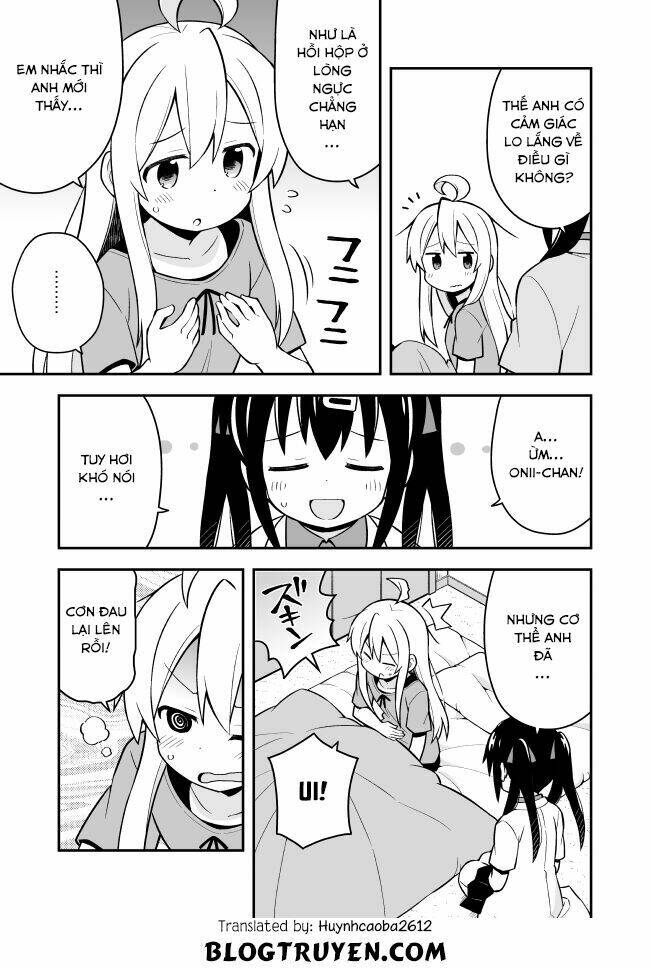 THẾ ANH CÓ
CẢM GIÁC
LO LẮNG VỀ
ĐIỀU GÌ
KHÔNG?
NHƯ LÀ
HỒI HỘP Ở
LỒNG
NGỰC
CHẲNG
HẠN
...
EM NHẮC THÌ
ANH MỚI
THẤY...
フニ
フニ
.........
A...
ỪM...
ONII-CHAN!
TUY HƠI
KHÓ NÓI
...
NHƯNG CƠ
THỂ ANH
ĐÃ
...
ズキン
UI!
CƠN ĐAU
LẠI LÊN
RỒI!
Translated by: Huynhcaoba2612
BLOGTRUYEN.COM